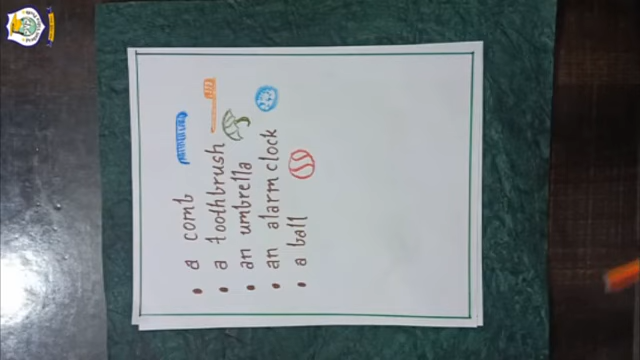 • a comb
• a toothbrush
• an umbrella
• an alarm clock
• a ball